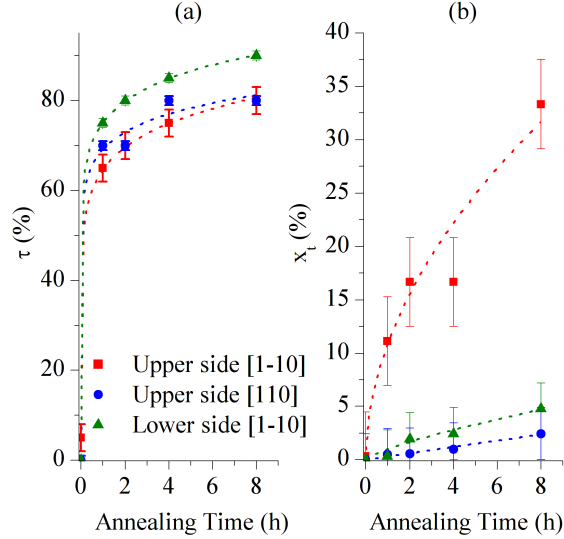 (a)
(b)
80
60
40
20
0
τ (%)
Upper side [1-10]
Upper side [110]
Lower side [1-10]
0 2 4 6 8
Annealing Time (h)
40
35
30
25
20
15
10
5
0
x_t (%)
0 2 4 6 8
Annealing Time (h)